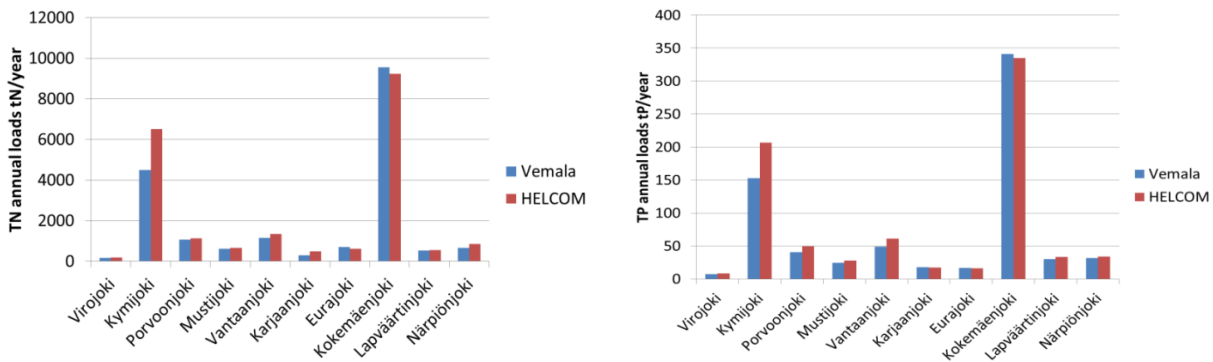 TN annual loads tN/year
12000
10000
8000
6000
4000
2000
0
Virojoki
Kymijoki
Porvoonjoki
Mustijoki
Vantaanjoki
Karjaanjoki
Eurajoki
Kokemäenjoki
Lapväärtinjoki
Närpiönjoki
Vemala
HELCOM
TP annual loads tP/year
400
350
300
250
200
150
100
50
0
Virojoki
Kymijoki
Porvoonjoki
Mustijoki
Vantaanjoki
Karjaanjoki
Eurajoki
Kokemäenjoki
Lapväärtinjoki
Närpiönjoki
Vemala
HELCOM